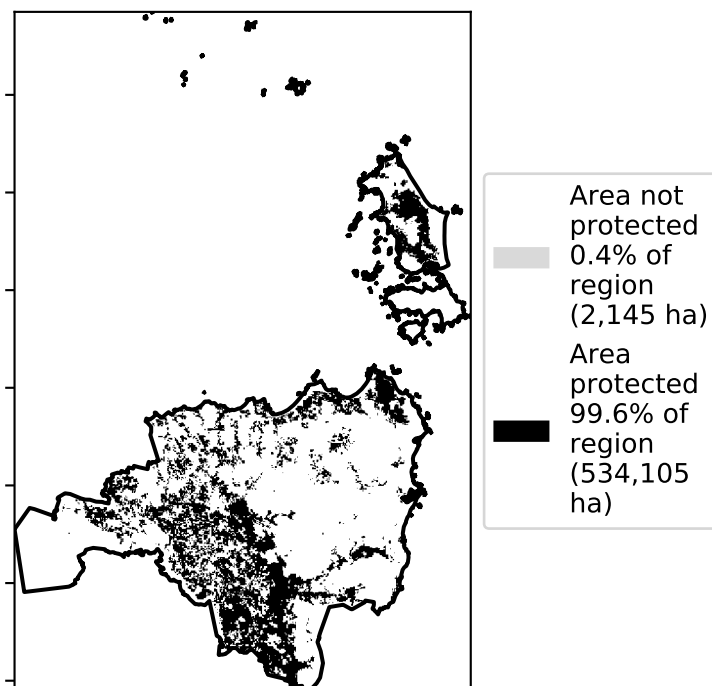 Area not
protected
0.4% of
region
(2,145 ha)
Area
protected
99.6% of
region
(534,105
ha)